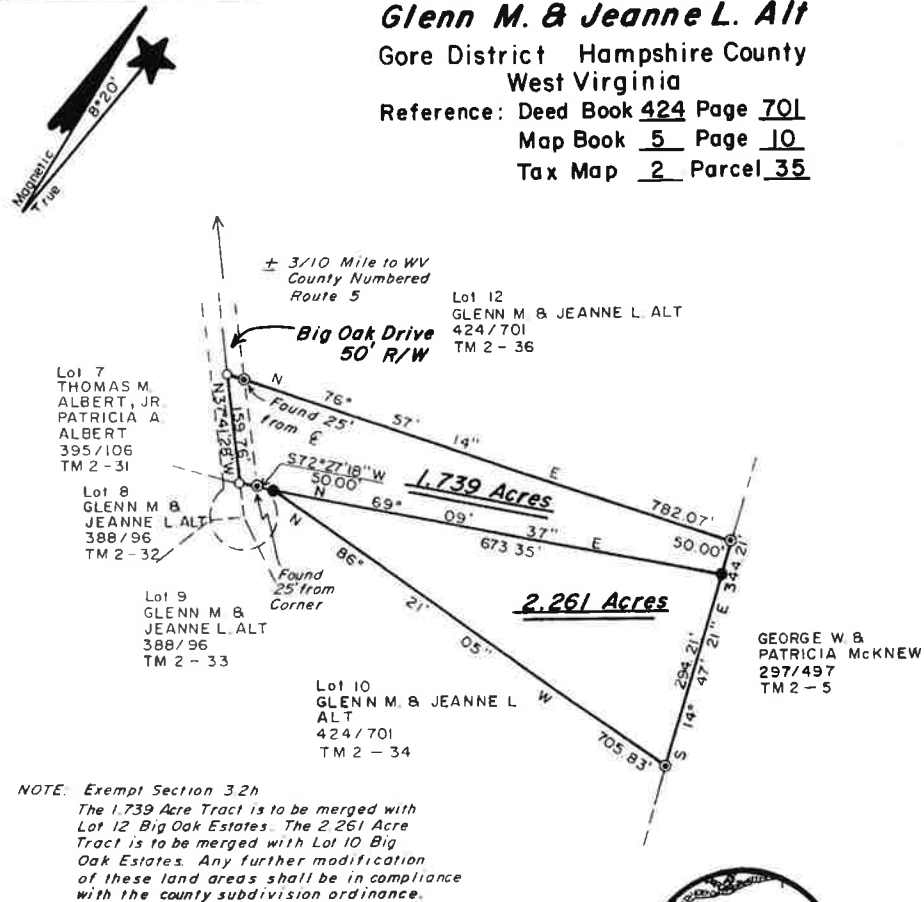 Glenn M. & Jeanne L. Alt
Gore District Hampshire County
West Virginia
Reference: Deed Book 424 Page 701
Map Book 5 Page 10
Tax Map 2 Parcel 35
8°20'
Magnetic
True
± 3/10 Mile to WV
County Numbered
Route 5
Big Oak Drive
50' R/W
Lot 12
GLENN M. & JEANNE L. ALT
424/701
TM 2-36
Lot 7
THOMAS M.
ALBERT, JR.
PATRICIA A.
ALBERT
395/106
TM 2-31
N 76° 57' 14" E 782.07'
Found 25'
from ℄
N37°41'28"W
159.76'
S72°27'18"W
50.00'
1.739 Acres
N 69° 09' 37" E
673.35'
50.00'
344.21'
Lot 8
GLENN M &
JEANNE L. ALT
388/96
TM 2-32
Found
25' from
Corner
N 86° 21' 05" W 705.83'
2.261 Acres
294.21'
S 14° 47' 21" E
Lot 9
GLENN M &
JEANNE L. ALT
388/96
TM 2-33
GEORGE W. &
PATRICIA McKNEW
297/497
TM 2-5
Lot 10
GLENN M. & JEANNE L
ALT
424/701
TM 2-34
NOTE: Exempt Section 3.2h
The 1.739 Acre Tract is to be merged with
Lot 12 Big Oak Estates. The 2.261 Acre
Tract is to be merged with Lot 10 Big
Oak Estates. Any further modification
of these land areas shall be in compliance
with the county subdivision ordinance.